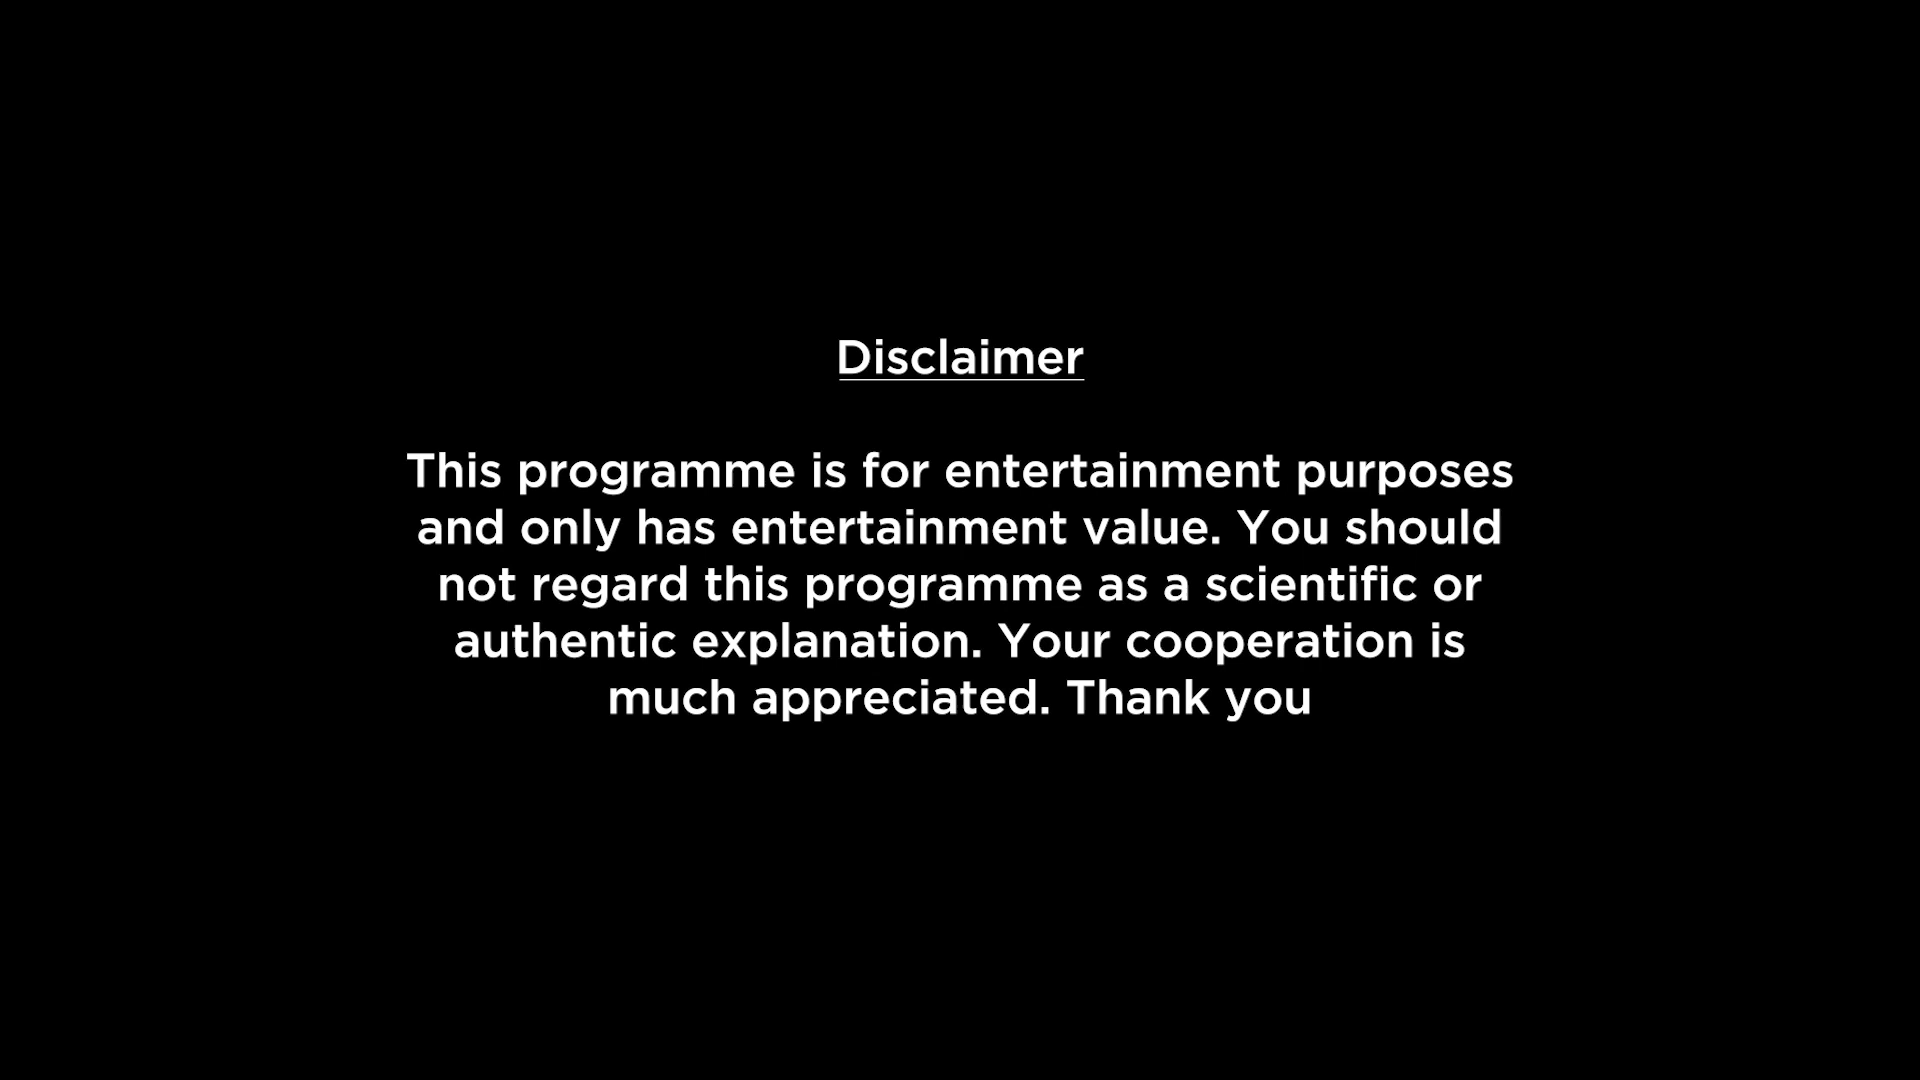 Disclaimer
This programme is for entertainment purposes
and only has entertainment value. You should
not regard this programme as a scientific or
authentic explanation. Your cooperation is
much appreciated. Thank you